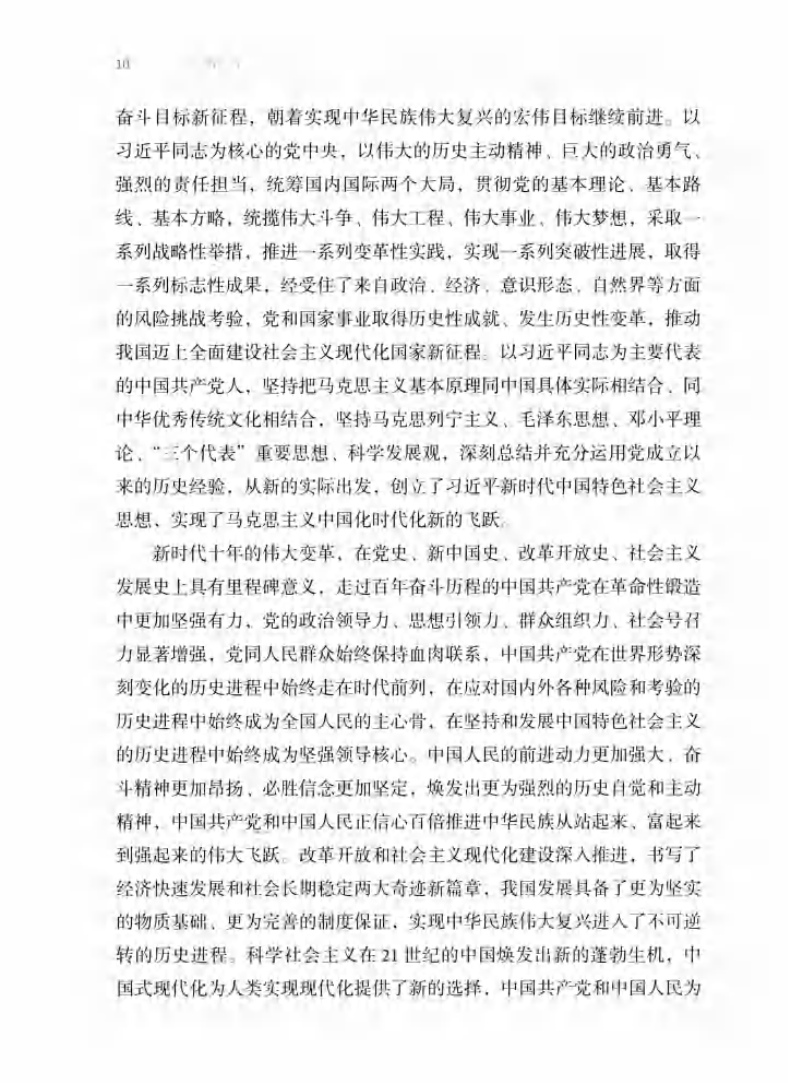 10
奋斗目标新征程，朝着实现中华民族伟大复兴的宏伟目标继续前进。以
习近平同志为核心的党中央，以伟大的历史主动精神、巨大的政治勇气、
强烈的责任担当，统筹国内国际两个大局，贯彻党的基本理论、基本路
线、基本方略，统揽伟大斗争、伟大工程、伟大事业、伟大梦想，采取一
系列战略性举措，推进一系列变革性实践，实现一系列突破性进展，取得
一系列标志性成果，经受住了来自政治、经济、意识形态、自然界等方面
的风险挑战考验，党和国家事业取得历史性成就、发生历史性变革，推动
我国迈上全面建设社会主义现代化国家新征程。以习近平同志为主要代表
的中国共产党人，坚持把马克思主义基本原理同中国具体实际相结合、同
中华优秀传统文化相结合，坚持马克思列宁主义、毛泽东思想、邓小平理
论、“三个代表”重要思想、科学发展观，深刻总结并充分运用党成立以
来的历史经验，从新的实际出发，创立了习近平新时代中国特色社会主义
思想、实现了马克思主义中国化时代化新的飞跃。
新时代十年的伟大变革，在党史、新中国史、改革开放史、社会主义
发展史上具有里程碑意义，走过百年奋斗历程的中国共产党在革命性锻造
中更加坚强有力，党的政治领导力、思想引领力、群众组织力、社会号召
力显著增强，党同人民群众始终保持血肉联系，中国共产党在世界形势深
刻变化的历史进程中始终走在时代前列，在应对国内外各种风险和考验的
历史进程中始终成为全国人民的主心骨，在坚持和发展中国特色社会主义
的历史进程中始终成为坚强领导核心。中国人民的前进动力更加强大、奋
斗精神更加昂扬、必胜信念更加坚定，焕发出更为强烈的历史自觉和主动
精神，中国共产党和中国人民正信心百倍推进中华民族从站起来、富起来
到强起来的伟大飞跃。改革开放和社会主义现代化建设深入推进，书写了
经济快速发展和社会长期稳定两大奇迹新篇章，我国发展具备了更为坚实
的物质基础、更为完善的制度保证，实现中华民族伟大复兴进入了不可逆
转的历史进程。科学社会主义在21世纪的中国焕发出新的蓬勃生机，中
国式现代化为人类实现现代化提供了新的选择，中国共产党和中国人民为